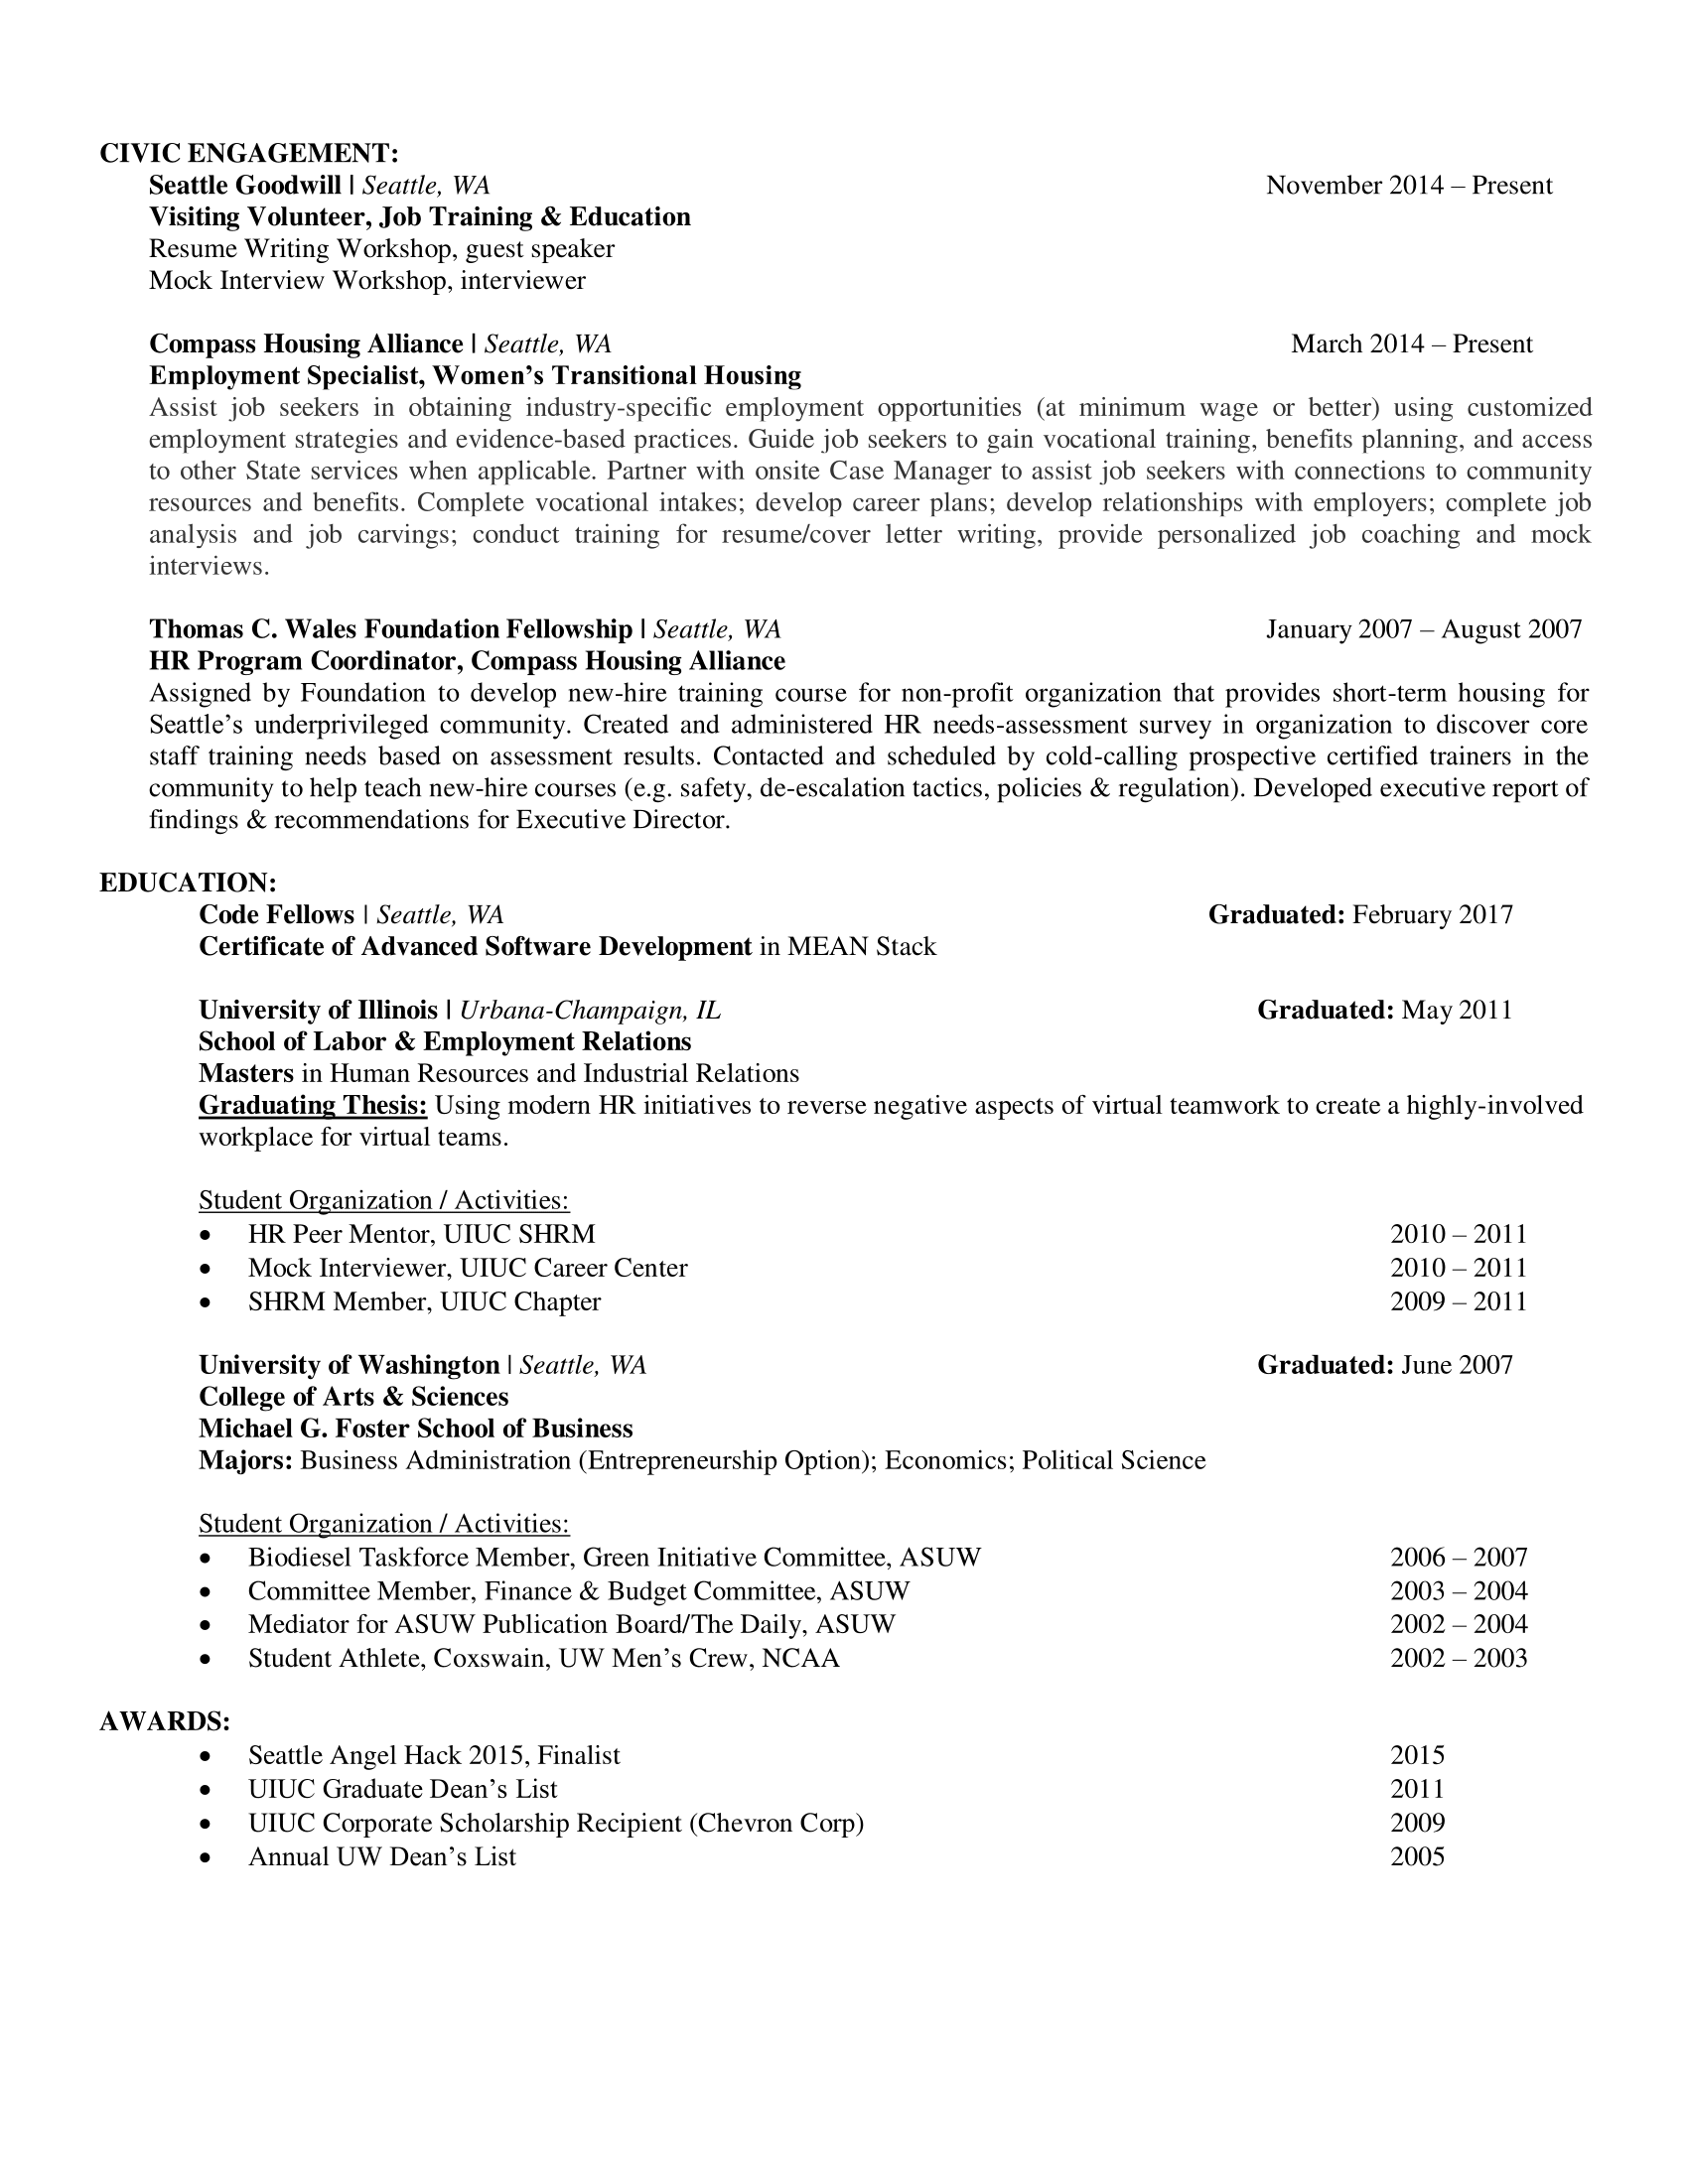 CIVIC ENGAGEMENT:
Seattle Goodwill | Seattle, WA November 2014 – Present
Visiting Volunteer, Job Training & Education
Resume Writing Workshop, guest speaker
Mock Interview Workshop, interviewer
Compass Housing Alliance | Seattle, WA March 2014 – Present
Employment Specialist, Women’s Transitional Housing
Assist job seekers in obtaining industry-specific employment opportunities (at minimum wage or better) using customized
employment strategies and evidence-based practices. Guide job seekers to gain vocational training, benefits planning, and access
to other State services when applicable. Partner with onsite Case Manager to assist job seekers with connections to community
resources and benefits. Complete vocational intakes; develop career plans; develop relationships with employers; complete job
analysis and job carvings; conduct training for resume/cover letter writing, provide personalized job coaching and mock
interviews.
Thomas C. Wales Foundation Fellowship | Seattle, WA January 2007 – August 2007
HR Program Coordinator, Compass Housing Alliance
Assigned by Foundation to develop new-hire training course for non-profit organization that provides short-term housing for
Seattle’s underprivileged community. Created and administered HR needs-assessment survey in organization to discover core
staff training needs based on assessment results. Contacted and scheduled by cold-calling prospective certified trainers in the
community to help teach new-hire courses (e.g. safety, de-escalation tactics, policies & regulation). Developed executive report of
findings & recommendations for Executive Director.
EDUCATION:
Code Fellows | Seattle, WA Graduated: February 2017
Certificate of Advanced Software Development in MEAN Stack
University of Illinois | Urbana-Champaign, IL Graduated: May 2011
School of Labor & Employment Relations
Masters in Human Resources and Industrial Relations
Graduating Thesis: Using modern HR initiatives to reverse negative aspects of virtual teamwork to create a highly-involved
workplace for virtual teams.
Student Organization / Activities:
• HR Peer Mentor, UIUC SHRM 2010 – 2011
• Mock Interviewer, UIUC Career Center 2010 – 2011
• SHRM Member, UIUC Chapter 2009 – 2011
University of Washington | Seattle, WA Graduated: June 2007
College of Arts & Sciences
Michael G. Foster School of Business
Majors: Business Administration (Entrepreneurship Option); Economics; Political Science
Student Organization / Activities:
• Biodiesel Taskforce Member, Green Initiative Committee, ASUW 2006 – 2007
• Committee Member, Finance & Budget Committee, ASUW 2003 – 2004
• Mediator for ASUW Publication Board/The Daily, ASUW 2002 – 2004
• Student Athlete, Coxswain, UW Men’s Crew, NCAA 2002 – 2003
AWARDS:
• Seattle Angel Hack 2015, Finalist 2015
• UIUC Graduate Dean’s List 2011
• UIUC Corporate Scholarship Recipient (Chevron Corp) 2009
• Annual UW Dean’s List 2005